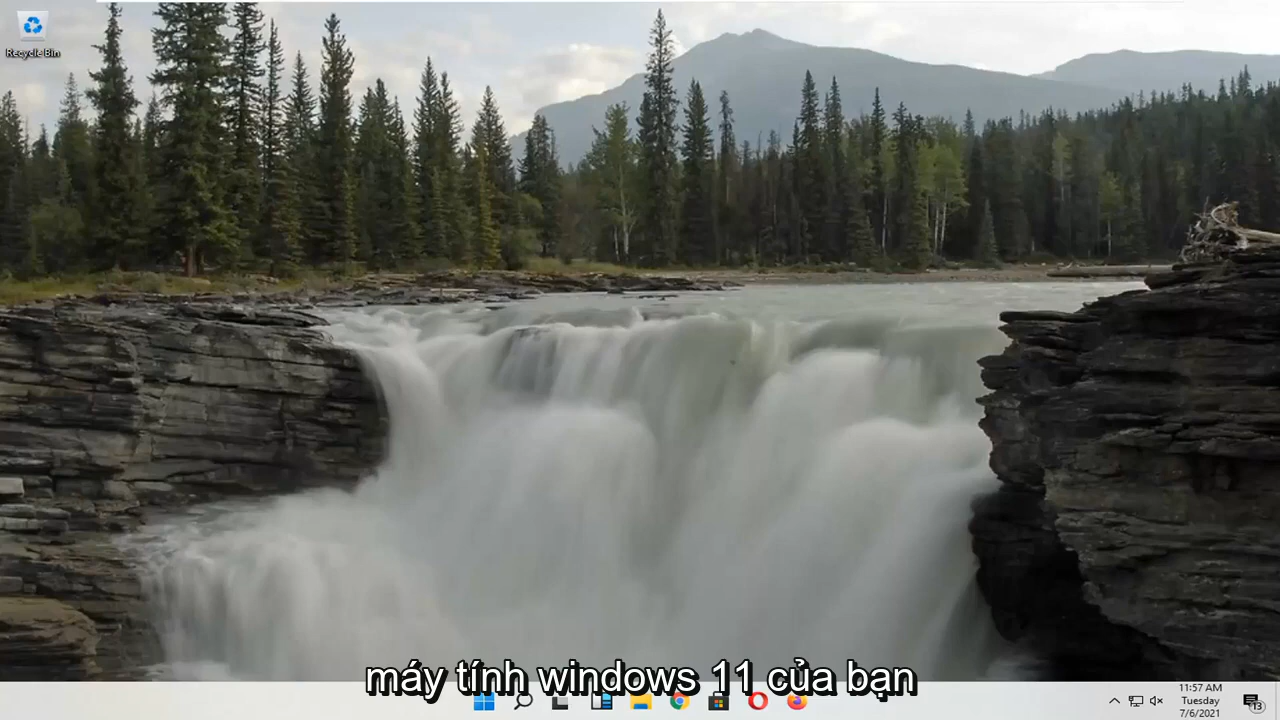 Recycle Bin
máy tính windows 11 của bạn
11:57 AM
Tuesday
7/6/2021
13